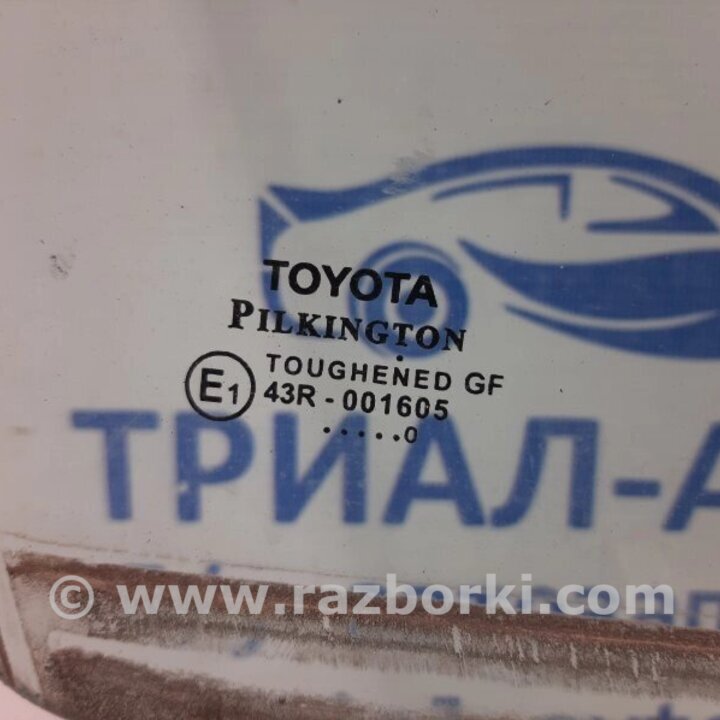 TOYOTA
PILKINGTON
TOUGHENED GF
E1 43R - 001605
.....0
ТРИАЛ-А
© www.razborki.com